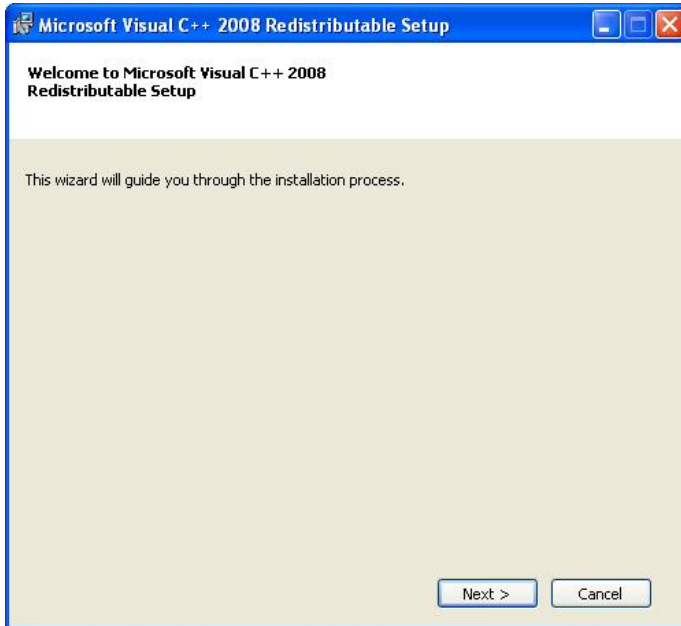 Microsoft Visual C++ 2008 Redistributable Setup
Welcome to Microsoft Visual C++ 2008
Redistributable Setup
This wizard will guide you through the installation process.
Next > Cancel